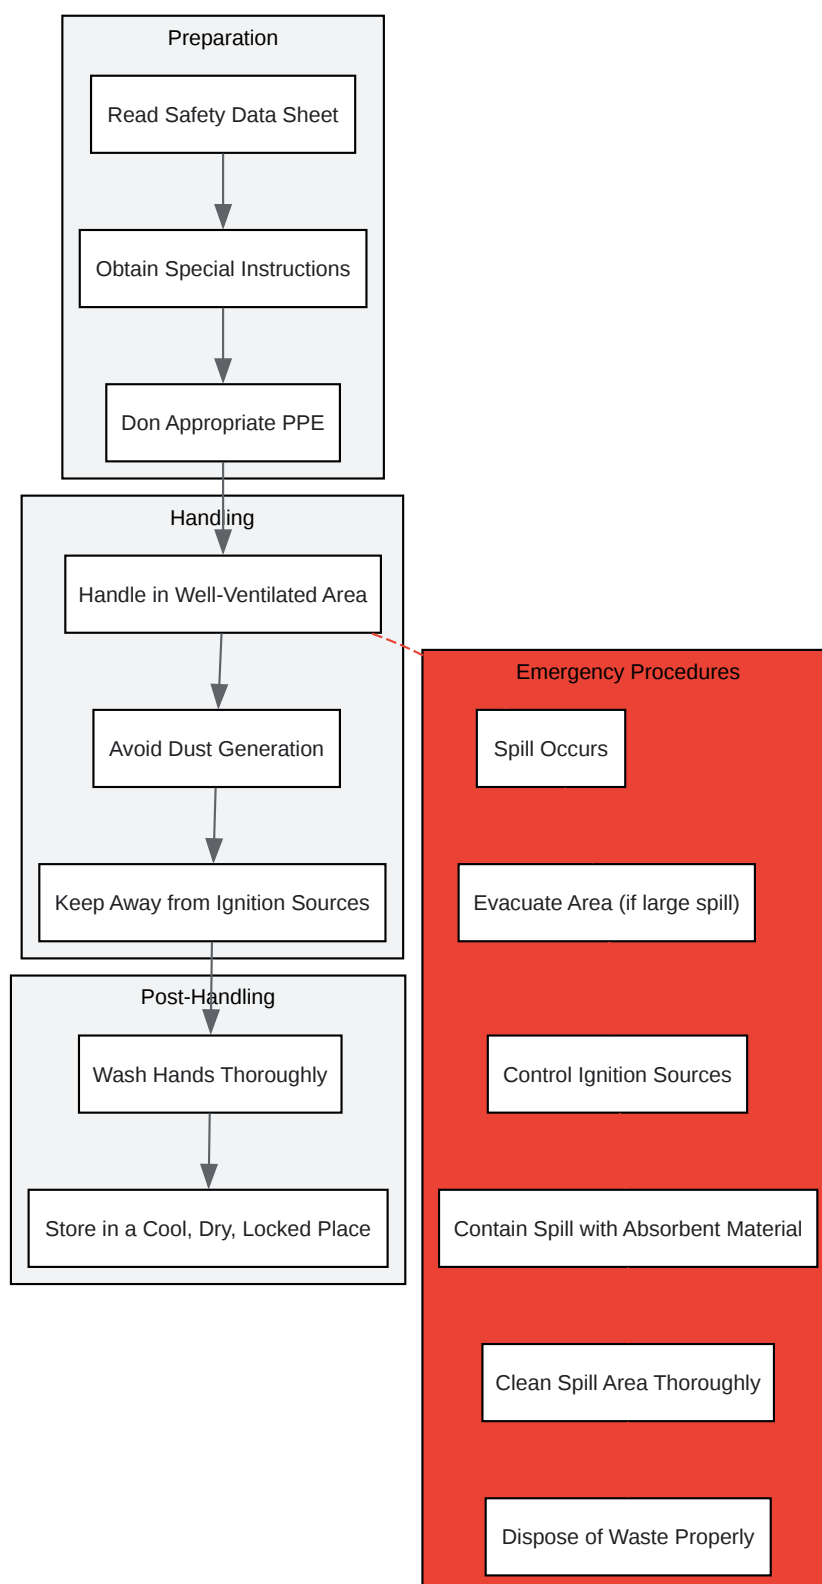 Preparation
Read Safety Data Sheet
Obtain Special Instructions
Don Appropriate PPE
Handling
Handle in Well-Ventilated Area
Avoid Dust Generation
Keep Away from Ignition Sources
Post-Handling
Wash Hands Thoroughly
Store in a Cool, Dry, Locked Place
Emergency Procedures
Spill Occurs
Evacuate Area (if large spill)
Control Ignition Sources
Contain Spill with Absorbent Material
Clean Spill Area Thoroughly
Dispose of Waste Properly